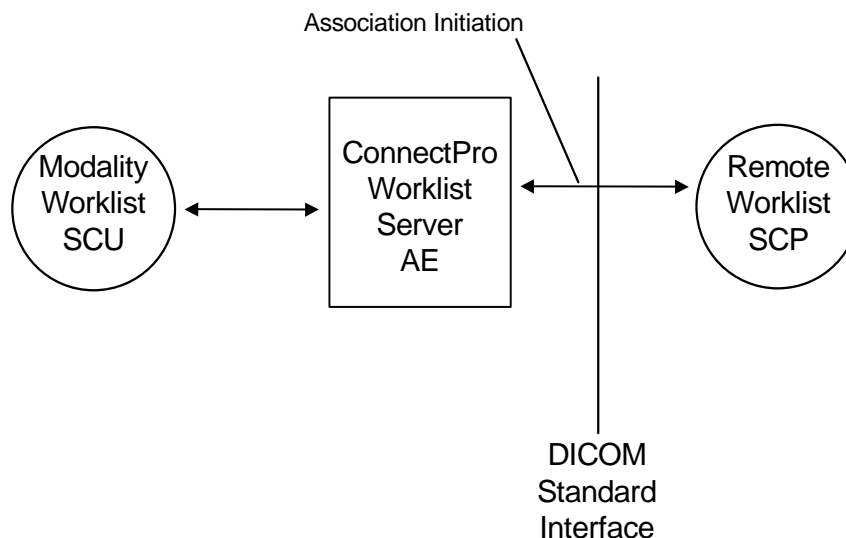 Association Initiation
Modality
Worklist
SCU
ConnectPro
Worklist
Server
AE
Remote
Worklist
SCP
DICOM
Standard
Interface